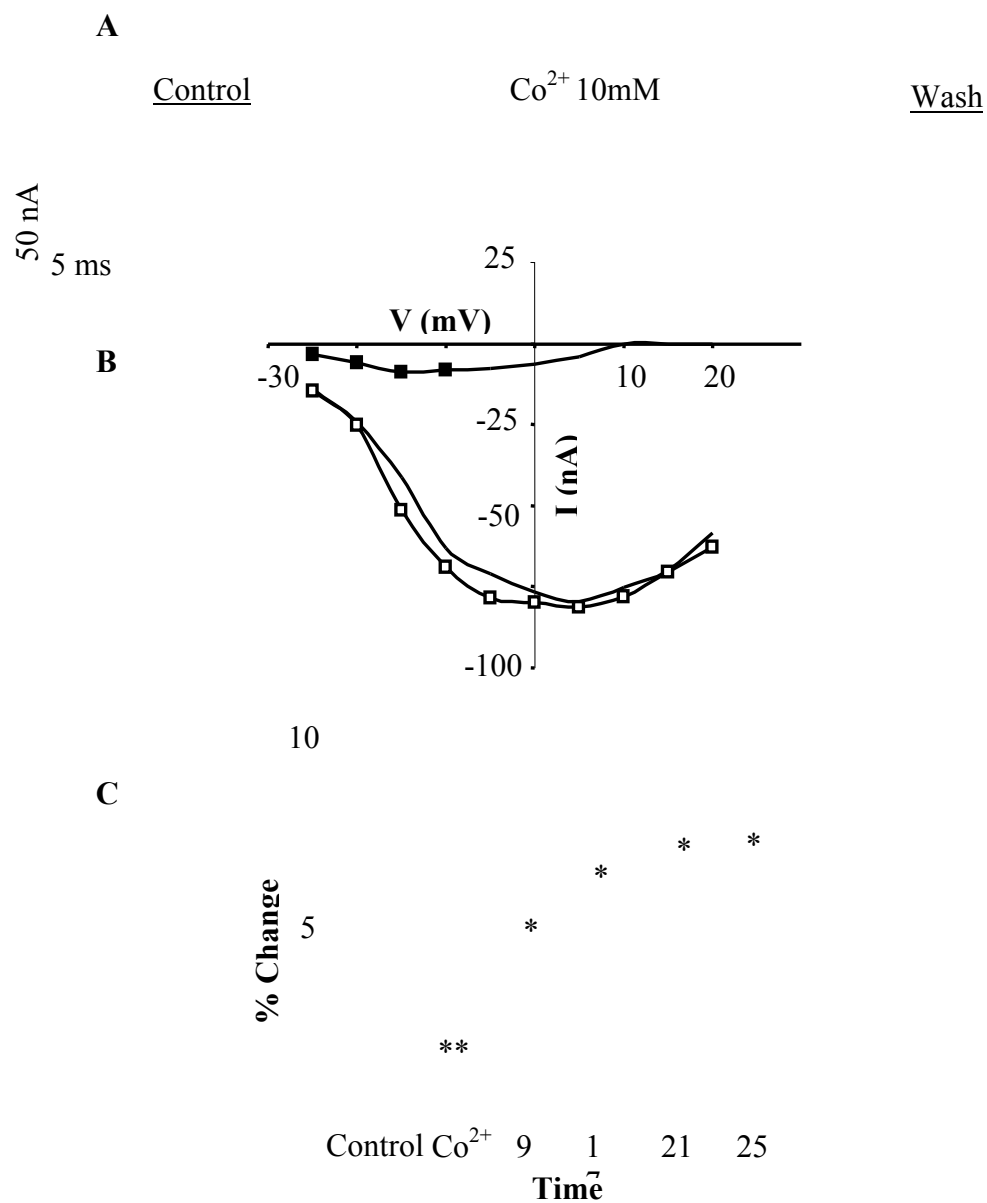 A
Control Co²⁺ 10mM Wash
50 nA
5 ms
B
25
V (mV)
-30 10 20
-25
I (nA)
-50
-100
10
C
* *
*
% Change
5 *
**
Control Co²⁺ 9 1 21 25
7
Time